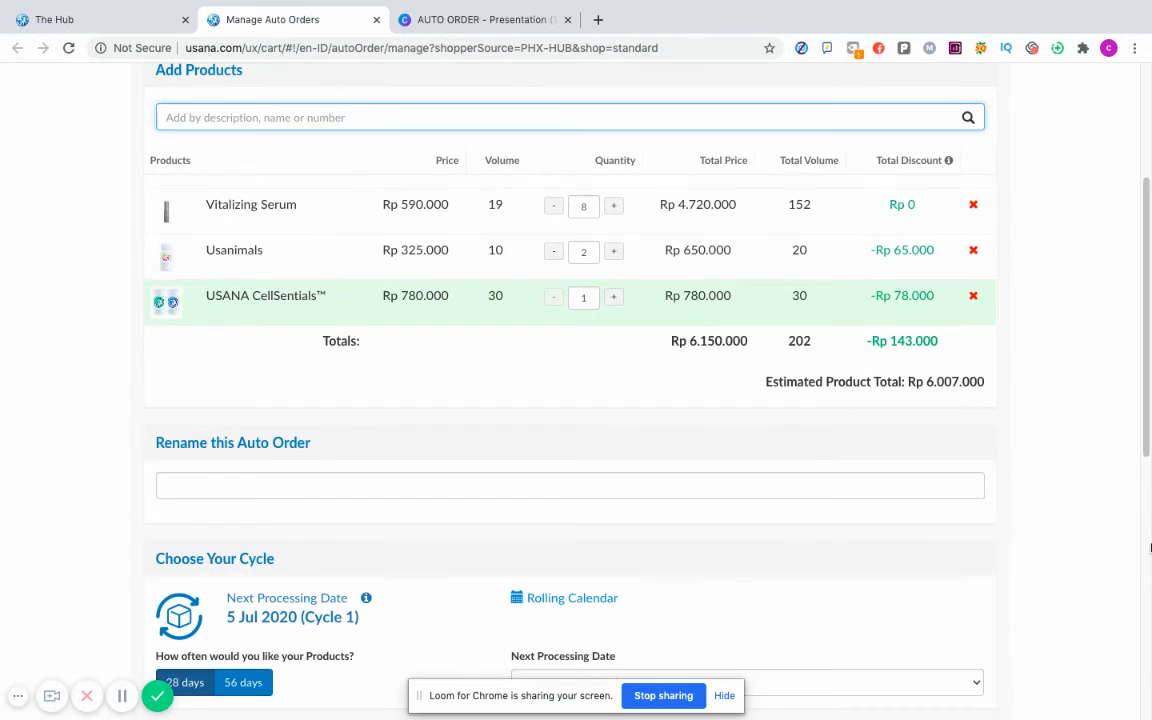 The Hub
Manage Auto Orders
AUTO ORDER - Presentation (
Not Secure usana.com/ux/cart/#!/en-ID/autoOrder/manage?shopperSource=PHX-HUB&shop=standard
IQ
C
Add Products
Add by description, name or number
Products Price Volume Quantity Total Price Total Volume Total Discount
Vitalizing Serum Rp 590.000 19 - 8 + Rp 4.720.000 152 Rp 0
Usanimals Rp 325.000 10 - 2 + Rp 650.000 20 -Rp 65.000
USANA CellSentials™ Rp 780.000 30 - 1 + Rp 780.000 30 -Rp 78.000
Totals: Rp 6.150.000 202 -Rp 143.000
Estimated Product Total: Rp 6.007.000
Rename this Auto Order
Choose Your Cycle
Next Processing Date
5 Jul 2020 (Cycle 1)
Rolling Calendar
How often would you like your Products?
Next Processing Date
28 days 56 days
Loom for Chrome is sharing your screen. Stop sharing Hide